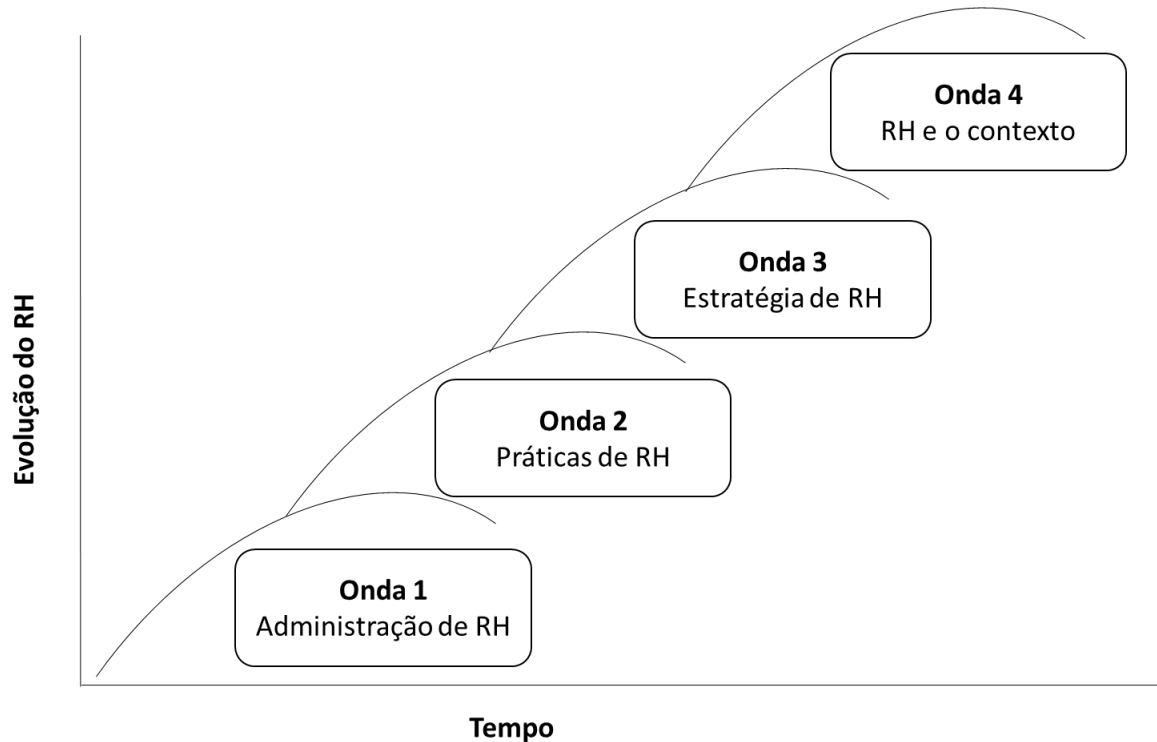 Onda 4
RH e o contexto
Onda 3
Estratégia de RH
Onda 2
Práticas de RH
Onda 1
Administração de RH
Evolução do RH
Tempo